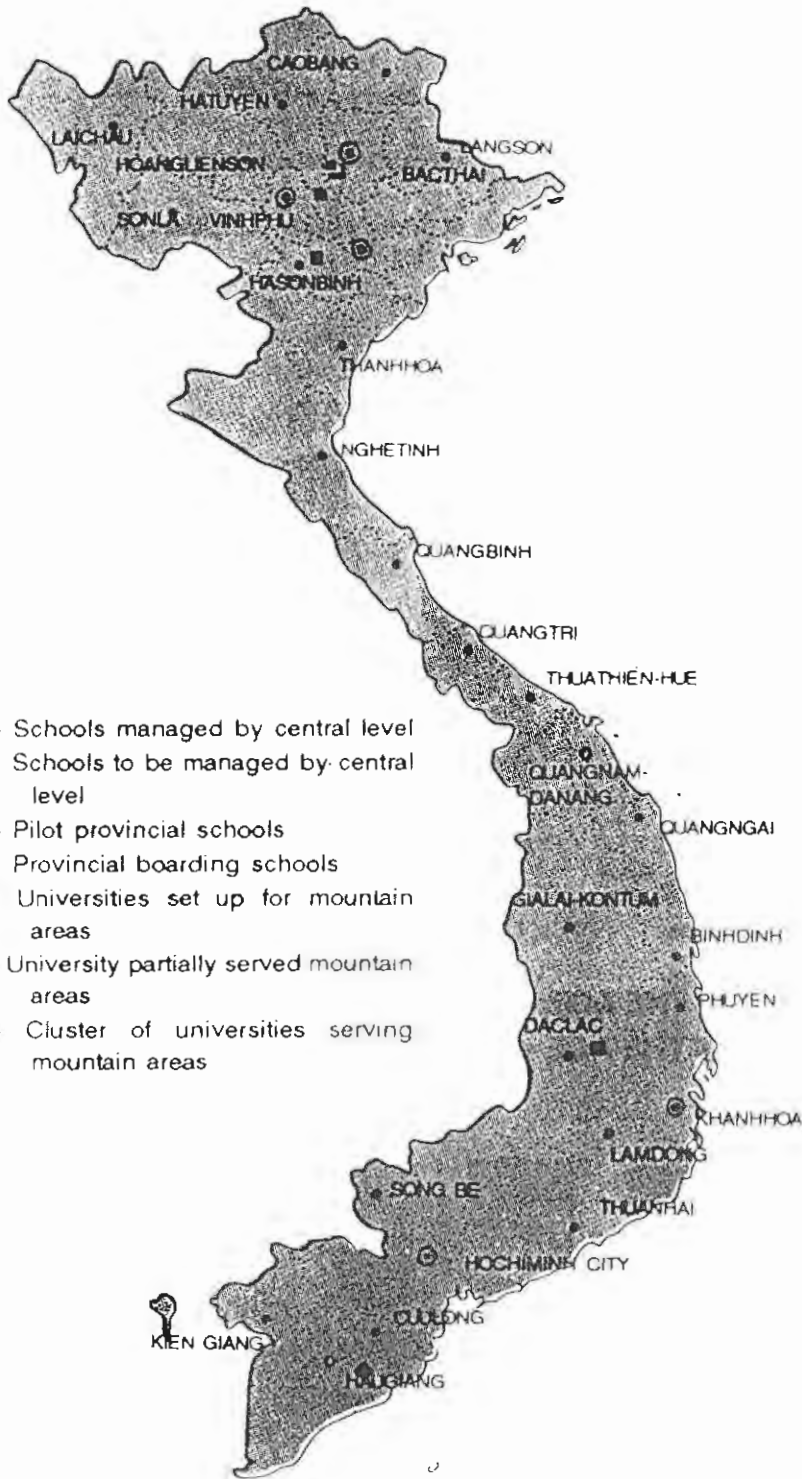 CAOBANG
HATUYEN
LAICHAU
LANGSON
HOANGLIENSON
BACTHAI
SONLA VINHPHU
HASONBINH
THANHHOA
NGHETINH
QUANGBINH
QUANGTRI
THUATHIEN-HUE
Schools managed by central level
Schools to be managed by central
level
Pilot provincial schools
Provincial boarding schools
Universities set up for mountain
areas
University partially served mountain
areas
Cluster of universities serving
mountain areas
QUANGNAM-
DANANG
QUANGNGAI
GIALAI-KONTUM
BINHDINH
PHUYEN
DACLAC
KHANHHOA
LAMDONG
SONG BE
THUANHAI
HOCHIMINH CITY
CUULONG
KIEN GIANG
HAUGIANG